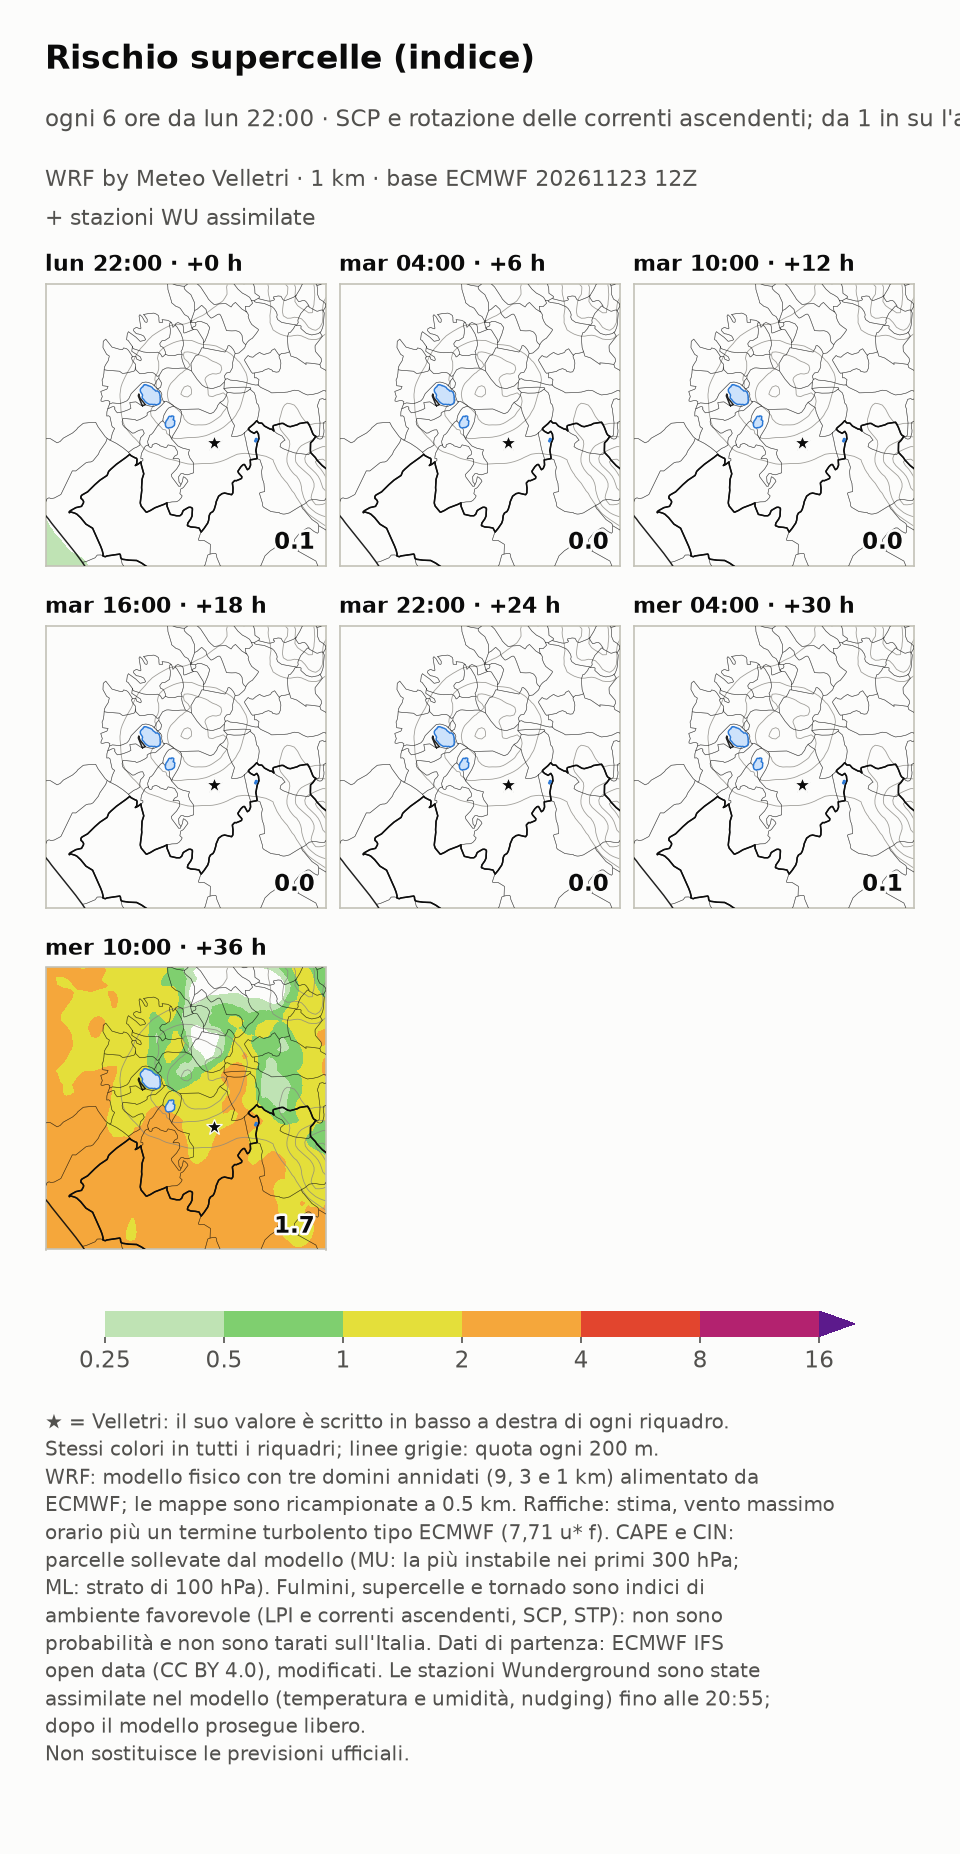 Rischio supercelle (indice)
ogni 6 ore da lun 22:00 · SCP e rotazione delle correnti ascendenti; da 1 in su l'a
WRF by Meteo Velletri · 1 km · base ECMWF 20261123 12Z
+ stazioni WU assimilate
lun 22:00 · +0 h
mar 04:00 · +6 h
mar 10:00 · +12 h
0.1
0.0
0.0
mar 16:00 · +18 h
mar 22:00 · +24 h
mer 04:00 · +30 h
0.0
0.0
0.1
mer 10:00 · +36 h
1.7
0.25
0.5
1
2
4
8
16
★ = Velletri: il suo valore è scritto in basso a destra di ogni riquadro.
Stessi colori in tutti i riquadri; linee grigie: quota ogni 200 m.
WRF: modello fisico con tre domini annidati (9, 3 e 1 km) alimentato da
ECMWF; le mappe sono ricampionate a 0.5 km. Raffiche: stima, vento massimo
orario più un termine turbolento tipo ECMWF (7,71 u* f). CAPE e CIN:
parcelle sollevate dal modello (MU: la più instabile nei primi 300 hPa;
ML: strato di 100 hPa). Fulmini, supercelle e tornado sono indici di
ambiente favorevole (LPI e correnti ascendenti, SCP, STP): non sono
probabilità e non sono tarati sull'Italia. Dati di partenza: ECMWF IFS
open data (CC BY 4.0), modificati. Le stazioni Wunderground sono state
assimilate nel modello (temperatura e umidità, nudging) fino alle 20:55;
dopo il modello prosegue libero.
Non sostituisce le previsioni ufficiali.